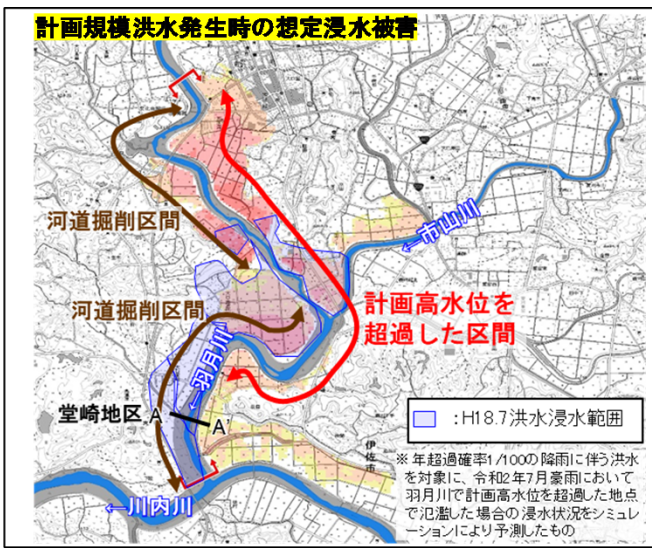 計画規模洪水発生時の想定浸水被害
河道掘削区間
←市山川
河道掘削区間
計画高水位を
超過した区間
←羽月川
堂崎地区 A
A'
:H18.7洪水浸水範囲
伊佐市
←川内川
※年超過確率1/100の降雨に伴う洪水
を対象に、令和2年7月豪雨において
羽月川で計画高水位を超過した地点
で氾濫した場合の浸水状況をシミュレ
ーションにより予測したもの